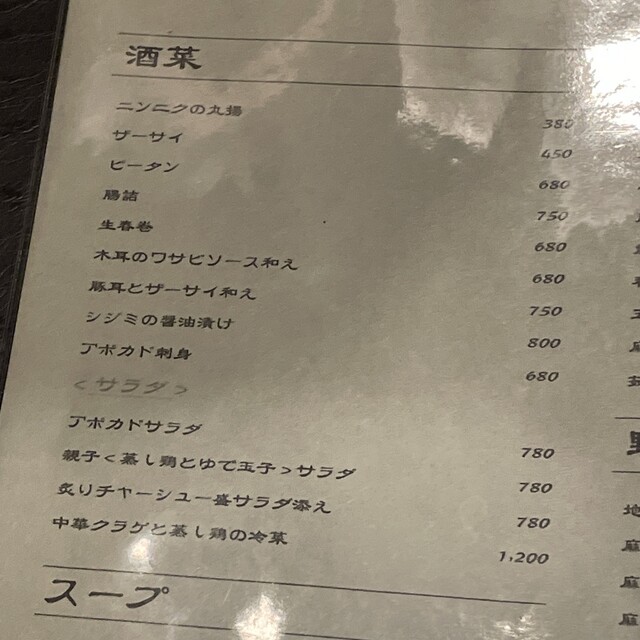 酒菜
ニンニクの丸揚 380
ザーサイ 450
ピータン 680
腸詰 750
生春巻 680
木耳のワサビソース和え 680
豚耳とザーサイ和え 750
シジミの醤油漬け 800
アボカド刺身 680
<サラダ>
アボカドサラダ 780
親子<蒸し鶏とゆで玉子>サラダ 780
炙りチャーシュー盛サラダ添え 780
中華クラゲと蒸し鶏の冷菜 1,200
スープ
野
地
麻
麻
麻